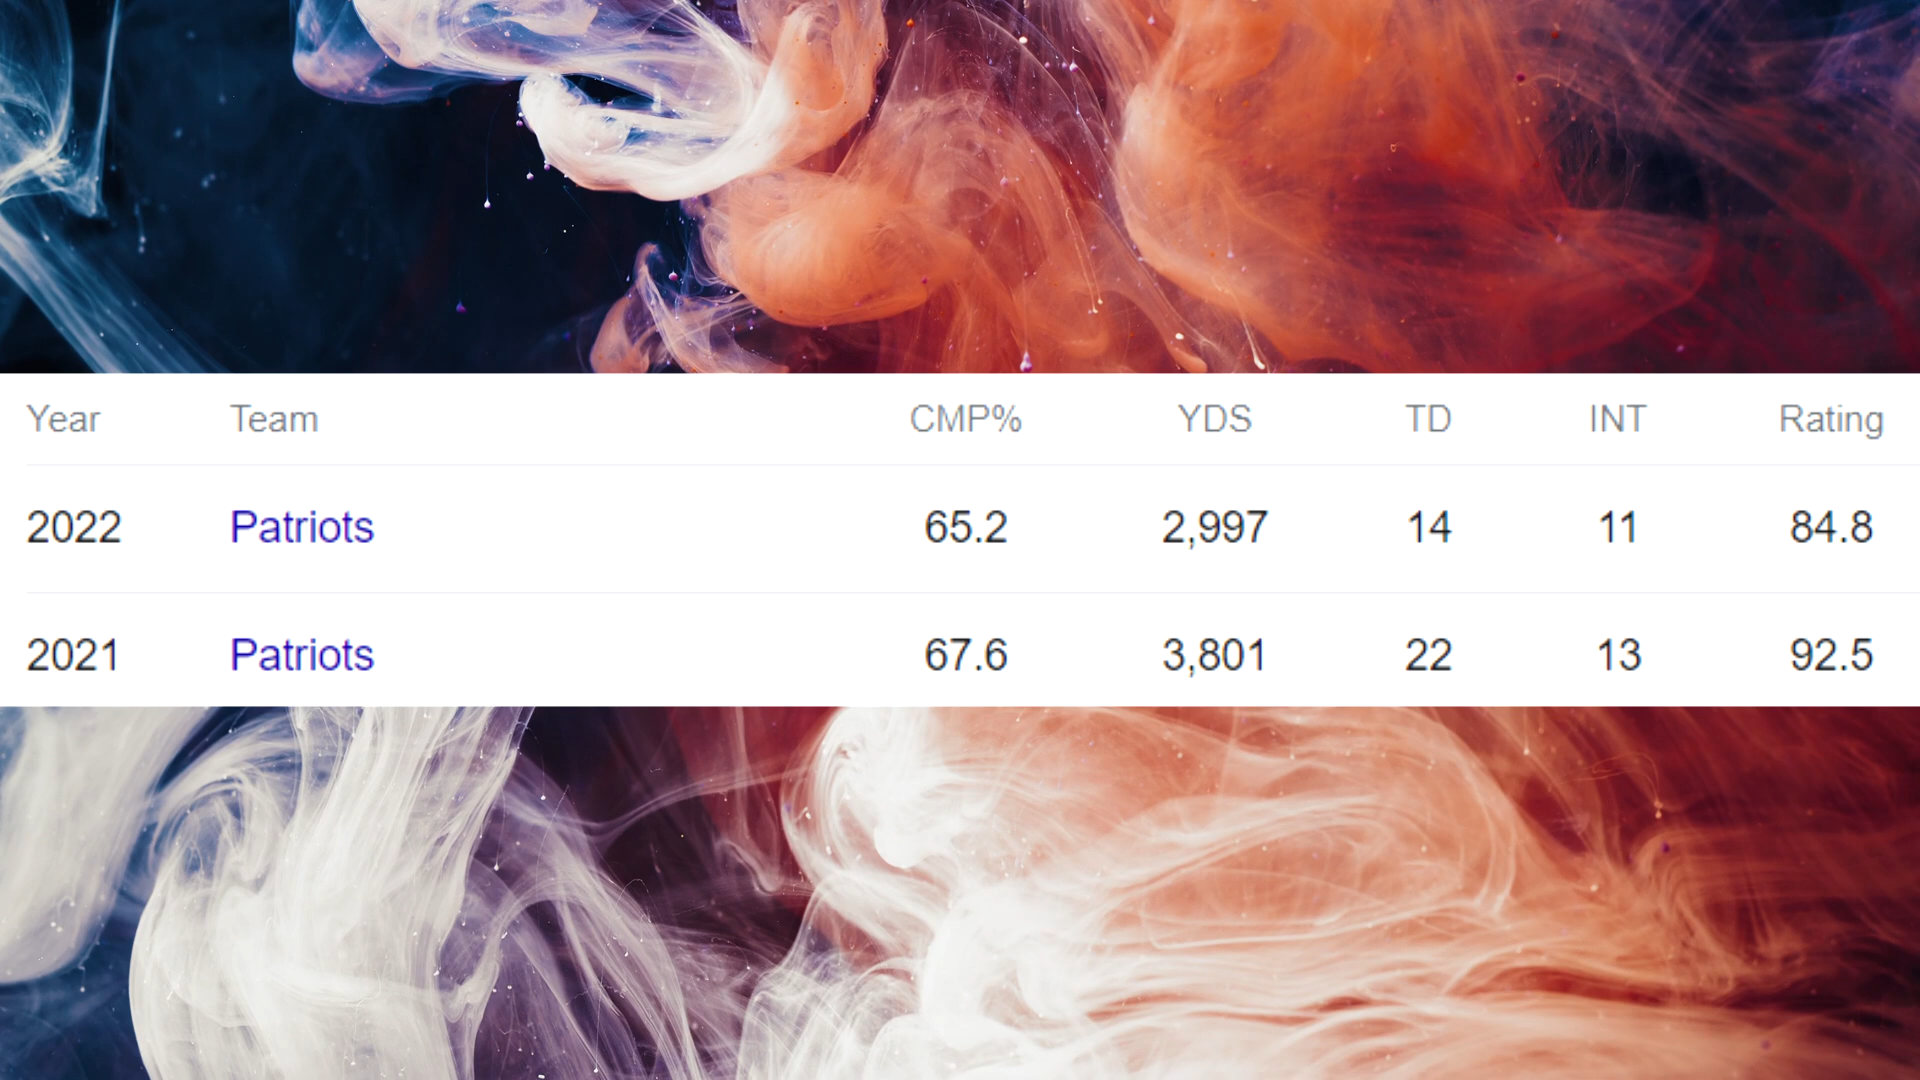 Year Team CMP% YDS TD INT Rating
2022 Patriots 65.2 2,997 14 11 84.8
2021 Patriots 67.6 3,801 22 13 92.5